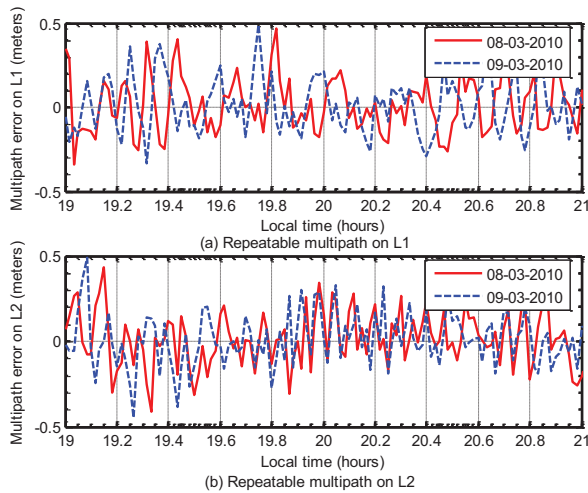 Multipath error on L1 (meters)
0.5
0
-0.5
08-03-2010
09-03-2010
19 19.2 19.4 19.6 19.8 20 20.2 20.4 20.6 20.8 21
Local time (hours)
(a) Repeatable multipath on L1
Multipath error on L2 (meters)
0.5
0
-0.5
08-03-2010
09-03-2010
19 19.2 19.4 19.6 19.8 20 20.2 20.4 20.6 20.8 21
Local time (hours)
(b) Repeatable multipath on L2